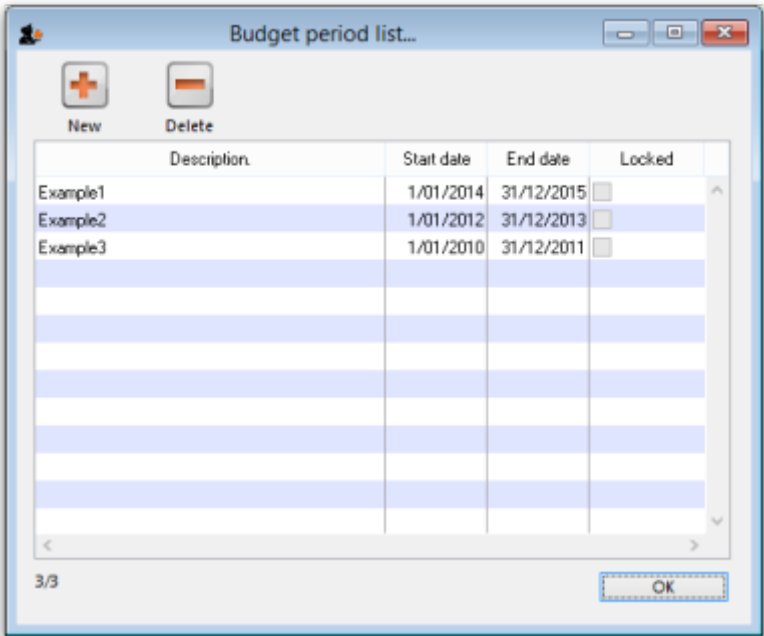 Budget period list...
New Delete
Description. Start date End date Locked
Example1 1/01/2014 31/12/2015
Example2 1/01/2012 31/12/2013
Example3 1/01/2010 31/12/2011
3/3 OK